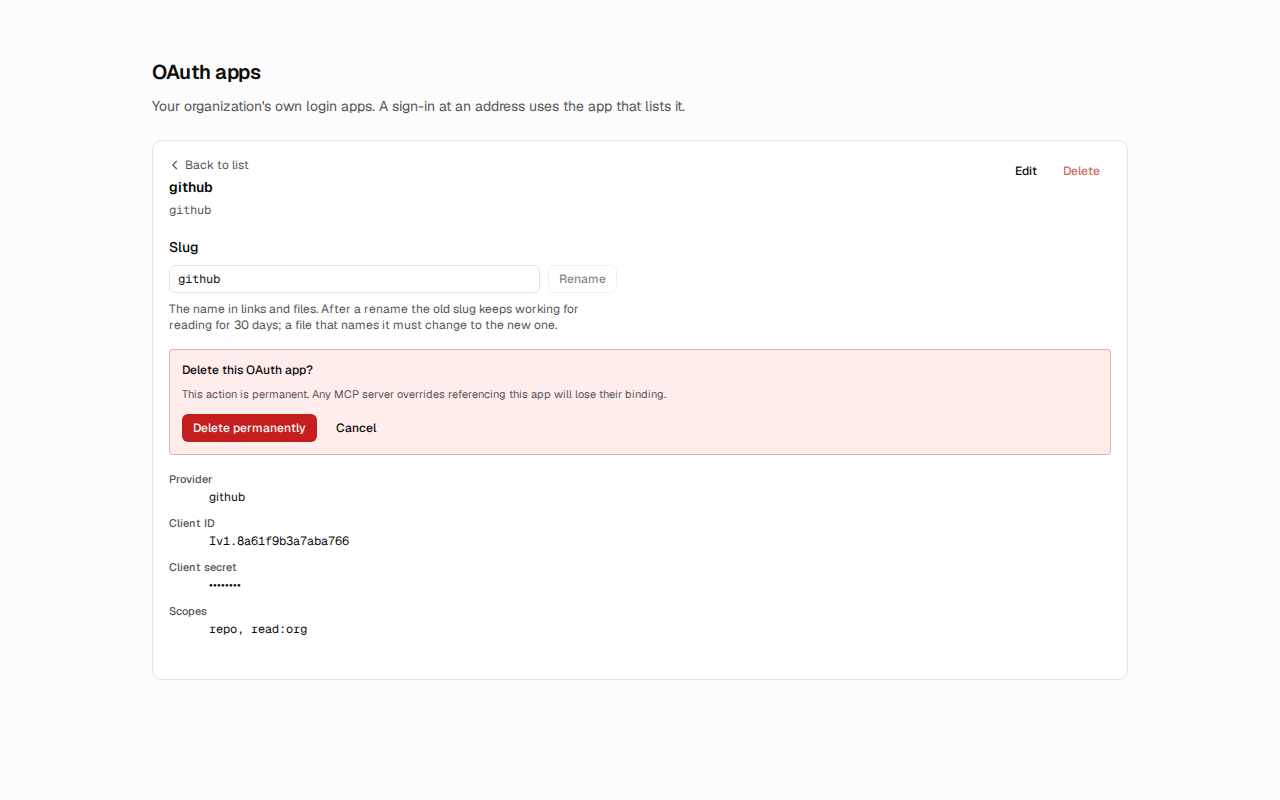 OAuth apps
Your organization's own login apps. A sign-in at an address uses the app that lists it.
Back to list
Edit
Delete
github
github
Slug
github
Rename
The name in links and files. After a rename the old slug keeps working for
reading for 30 days; a file that names it must change to the new one.
Delete this OAuth app?
This action is permanent. Any MCP server overrides referencing this app will lose their binding.
Delete permanently
Cancel
Provider
github
Client ID
Iv1.8a61f9b3a7aba766
Client secret
••••••••
Scopes
repo, read:org